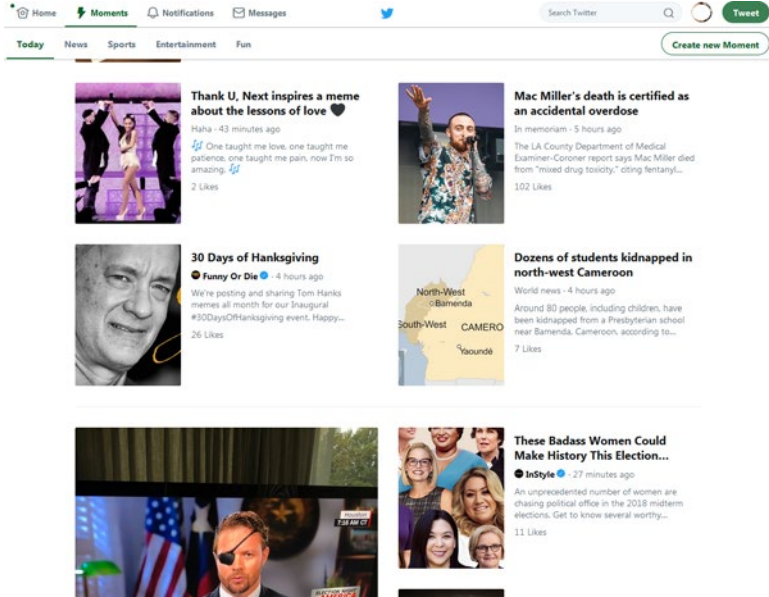 Home
Moments
Notifications
Messages
Search Twitter
Tweet
Today
News
Sports
Entertainment
Fun
Create new Moment
Thank U, Next inspires a meme
about the lessons of love 🖤
Haha · 43 minutes ago
🎶 One taught me love, one taught me
patience, one taught me pain, now I'm so
amazing. 🎶
2 Likes
Mac Miller's death is certified as
an accidental overdose
In memoriam · 5 hours ago
The LA County Department of Medical
Examiner-Coroner report says Mac Miller died
from "mixed drug toxicity," citing fentanyl...
102 Likes
30 Days of Hanksgiving
Funny Or Die · 4 hours ago
We're posting and sharing Tom Hanks
memes all month for our Inaugural
#30DaysOfHanksgiving event. Happy...
26 Likes
North-West
Bamenda
South-West
CAMERO
Yaoundé
Dozens of students kidnapped in
north-west Cameroon
World news · 4 hours ago
Around 80 people, including children, have
been kidnapped from a Presbyterian school
near Bamenda, Cameroon, according to...
7 Likes
Houston
7:58 AM CT
ELECTION NIGHT
AMERICA
These Badass Women Could
Make History This Election...
InStyle · 27 minutes ago
An unprecedented number of women are
chasing political office in the 2018 midterm
elections. Get to know several worthy...
11 Likes